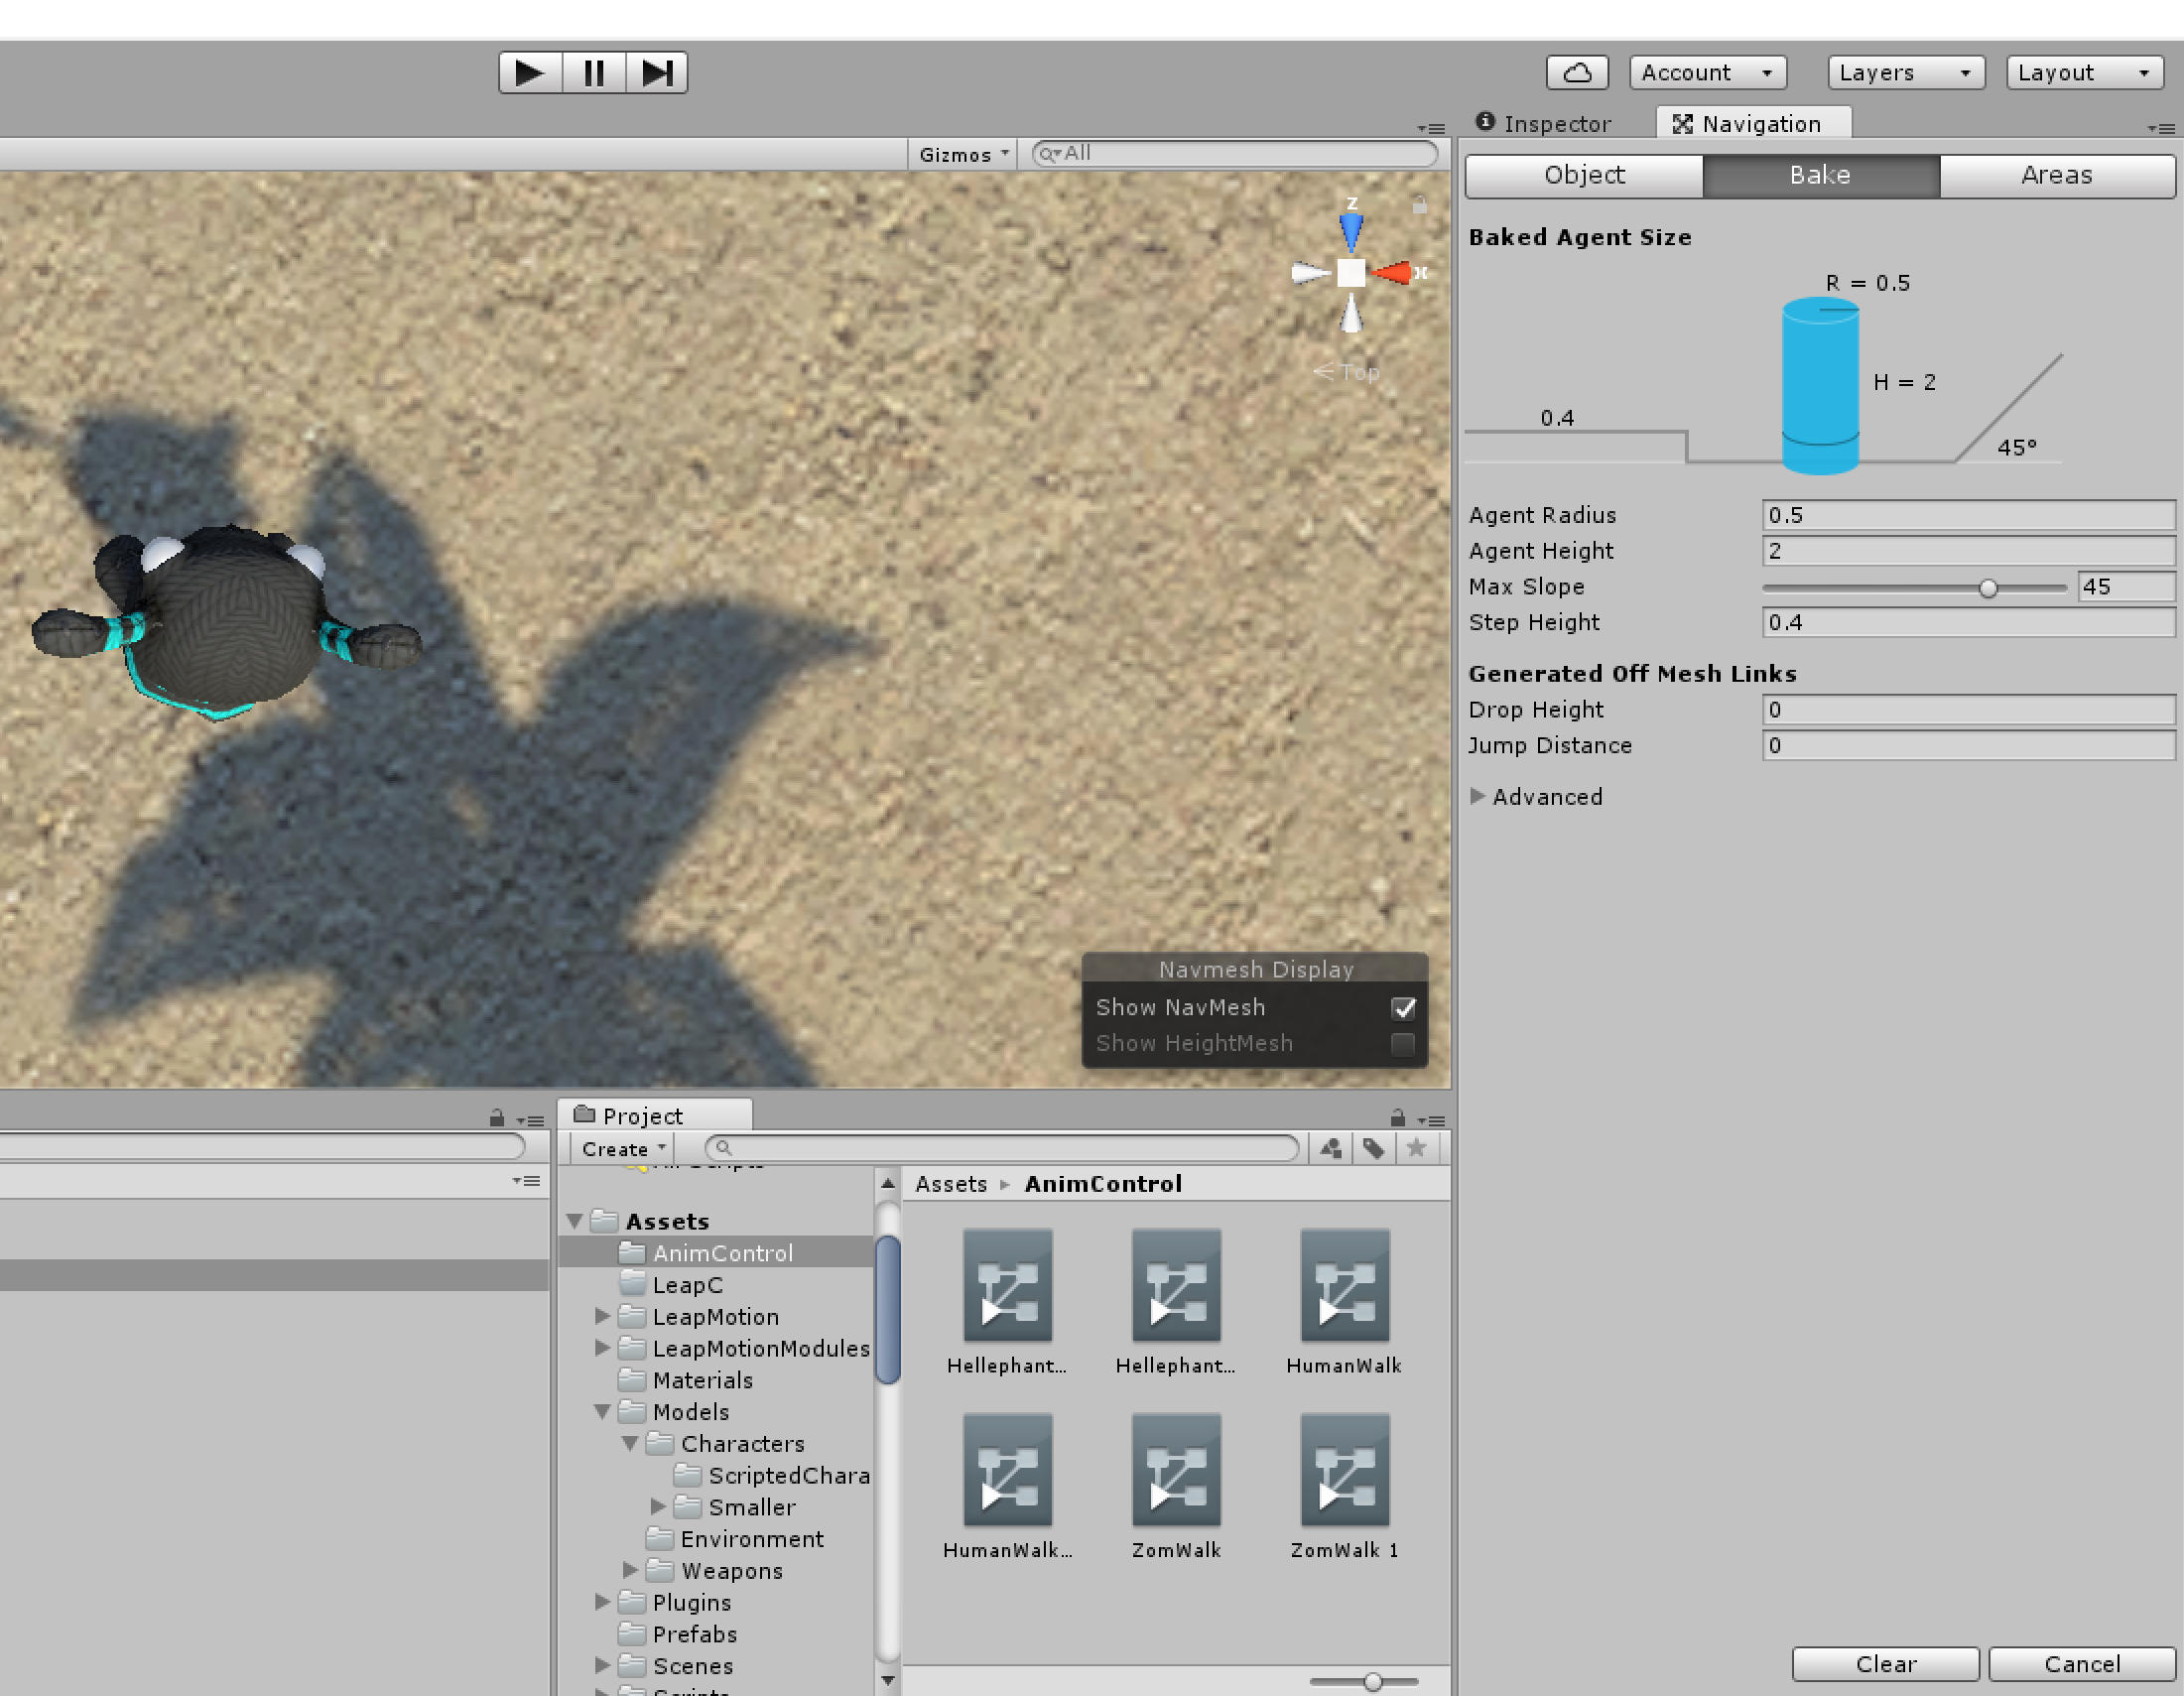 Account
Layers
Layout
Inspector
Navigation
Gizmos
All
Object
Bake
Areas
Z
X
Top
Baked Agent Size
R = 0.5
H = 2
0.4
45°
Agent Radius
0.5
Agent Height
2
Max Slope
45
Step Height
0.4
Generated Off Mesh Links
Drop Height
0
Jump Distance
0
Advanced
Navmesh Display
Show NavMesh
Show HeightMesh
Project
Create
Assets
AnimControl
LeapC
LeapMotion
LeapMotionModules
Materials
Models
Characters
ScriptedChara
Smaller
Environment
Weapons
Plugins
Prefabs
Scenes
Assets
AnimControl
Hellephant...
Hellephant...
HumanWalk
HumanWalk...
ZomWalk
ZomWalk 1
Clear
Cancel